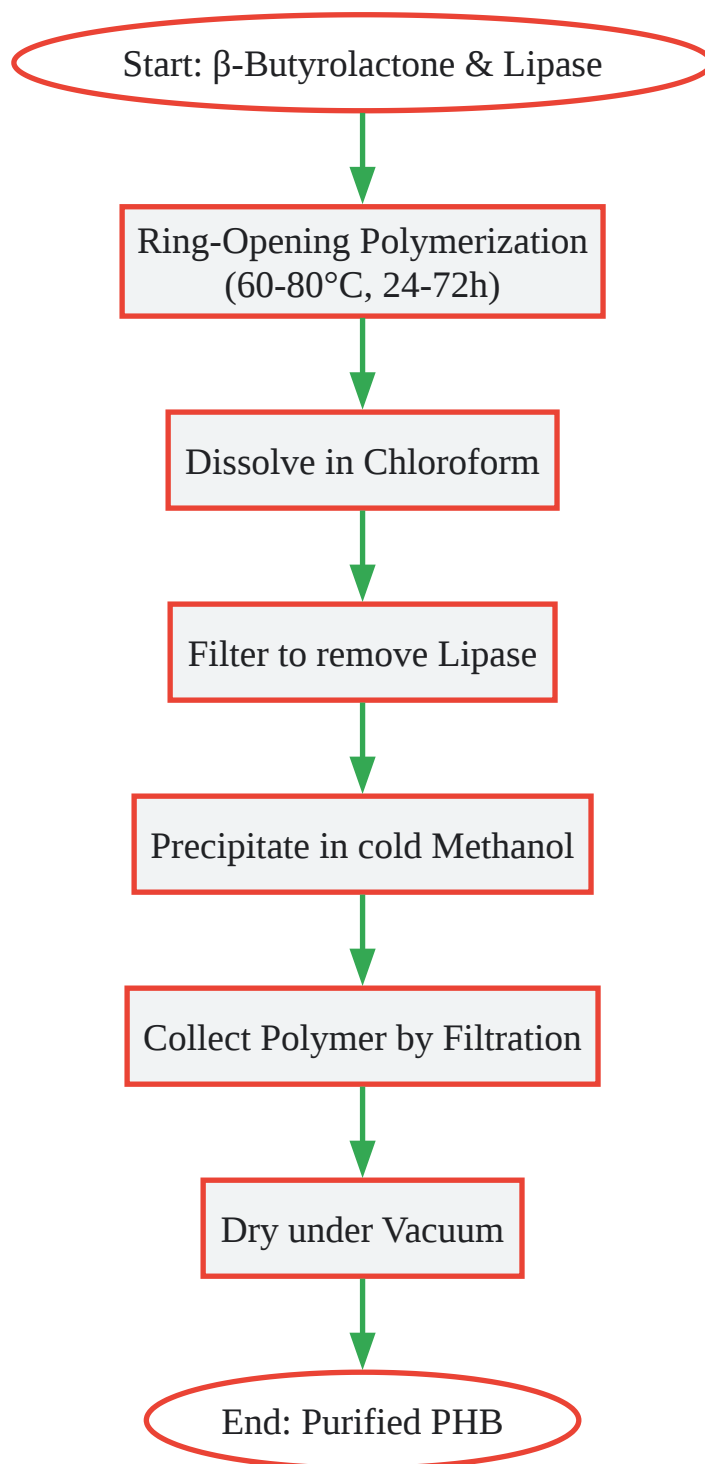 Start: β-Butyrolactone & Lipase
Ring-Opening Polymerization
(60-80°C, 24-72h)
Dissolve in Chloroform
Filter to remove Lipase
Precipitate in cold Methanol
Collect Polymer by Filtration
Dry under Vacuum
End: Purified PHB